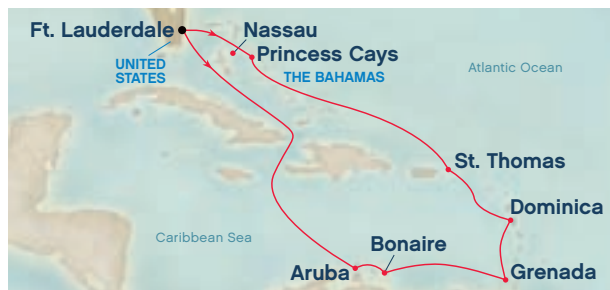 Ft. Lauderdale
Nassau
Princess Cays
UNITED
STATES
THE BAHAMAS
Atlantic Ocean
St. Thomas
Dominica
Caribbean Sea
Bonaire
Aruba
Grenada